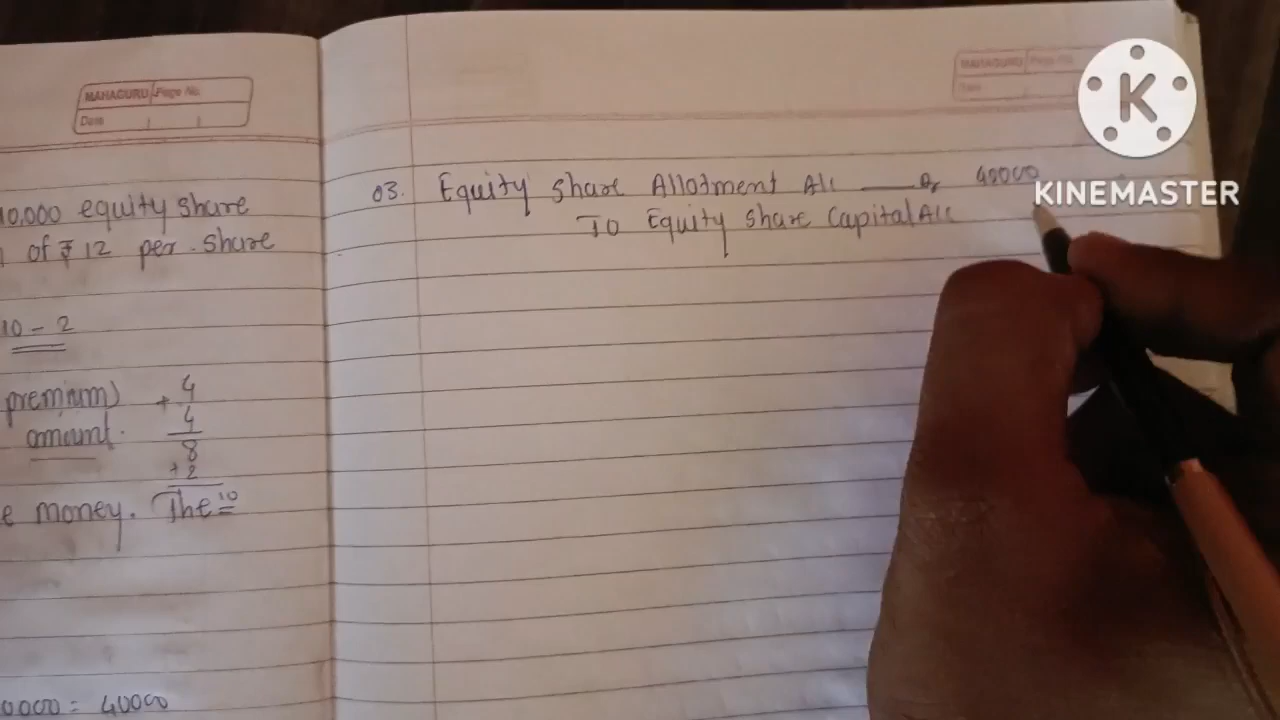 MAHAGURU Page No.
Date
10,000 equity share
of ₹12 per share
10 - 2
premium) + 4
amount. 4
8
+ 2
e money. The 10
0000 = 40000
MAHAGURU
K
KINEMASTER
03. Equity Share Allotment A/c —— Dr 40000
To Equity Share Capital A/c